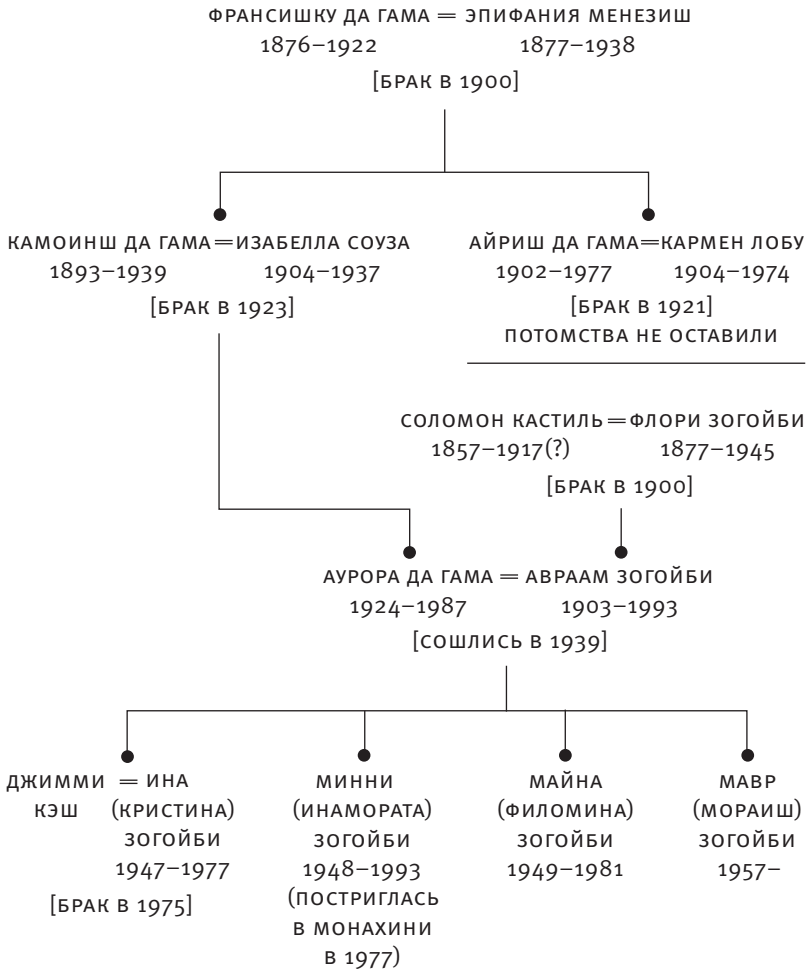 ФРАНСИШКУ ДА ГАМА = ЭПИФАНИЯ МЕНЕЗИШ
1876–1922 1877–1938
[БРАК В 1900]
КАМОИНШ ДА ГАМА=ИЗАБЕЛЛА СОУЗА
1893–1939 1904–1937
[БРАК В 1923]
АЙРИШ ДА ГАМА=КАРМЕН ЛОБУ
1902–1977 1904–1974
[БРАК В 1921]
ПОТОМСТВА НЕ ОСТАВИЛИ
СОЛОМОН КАСТИЛЬ=ФЛОРИ ЗОГОЙБИ
1857–1917(?) 1877–1945
[БРАК В 1900]
АУРОРА ДА ГАМА = АВРААМ ЗОГОЙБИ
1924–1987 1903–1993
[СОШЛИСЬ В 1939]
ДЖИММИ = ИНА
КЭШ (КРИСТИНА)
ЗОГОЙБИ
1947–1977
[БРАК В 1975]
МИННИ
(ИНАМОРАТА)
ЗОГОЙБИ
1948–1993
(ПОСТРИГЛАСЬ
В МОНАХИНИ
В 1977)
МАЙНА
(ФИЛОМИНА)
ЗОГОЙБИ
1949–1981
МАВР
(МОРАИШ)
ЗОГОЙБИ
1957–